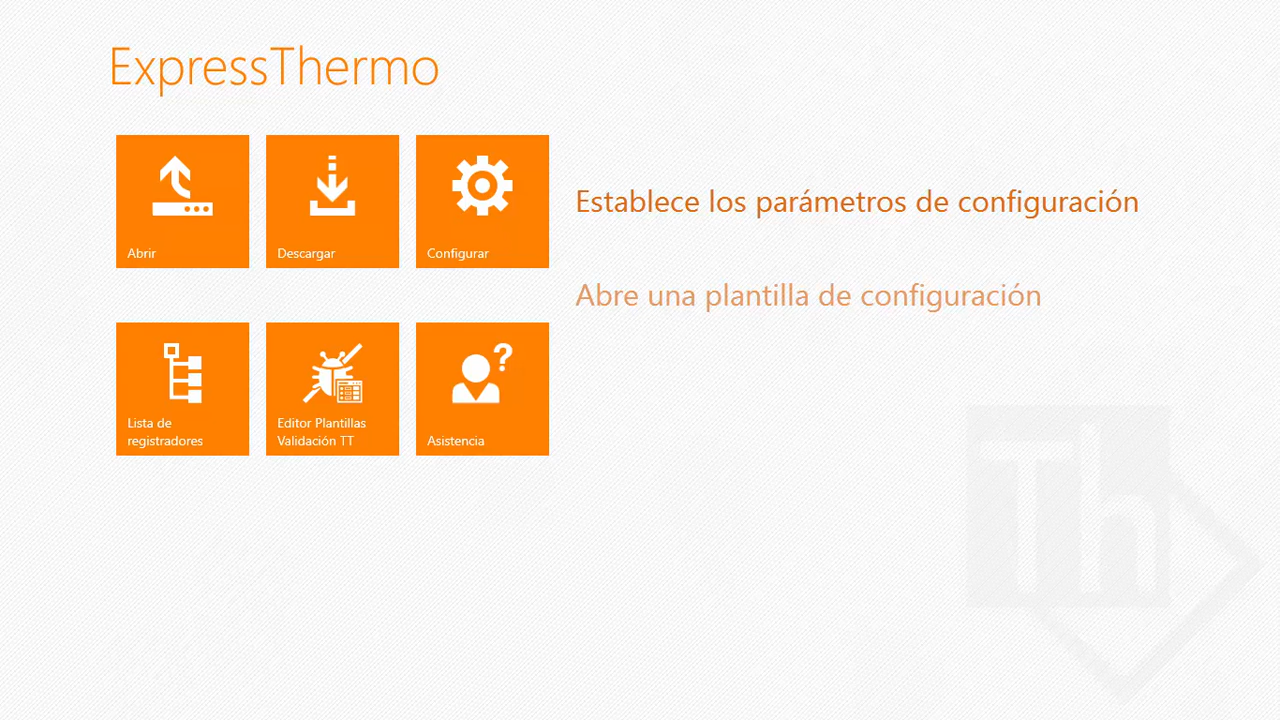 ExpressThermo
Abrir
Descargar
Configurar
Establece los parámetros de configuración
Abre una plantilla de configuración
Lista de
registradores
Editor Plantillas
Validación TT
?
Asistencia
Th